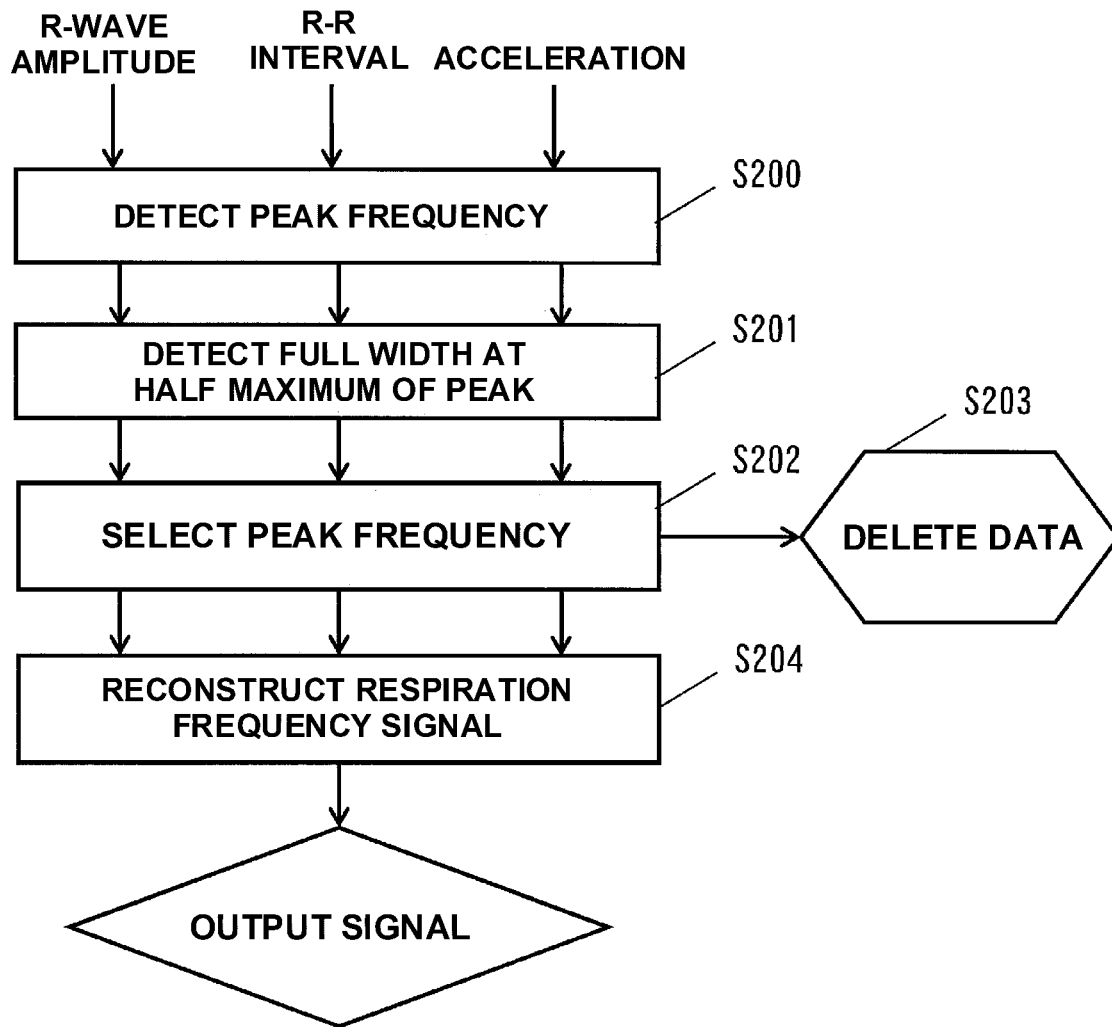 R-WAVE
AMPLITUDE
R-R
INTERVAL
ACCELERATION
S200
DETECT PEAK FREQUENCY
S201
DETECT FULL WIDTH AT
HALF MAXIMUM OF PEAK
S203
S202
SELECT PEAK FREQUENCY
DELETE DATA
S204
RECONSTRUCT RESPIRATION
FREQUENCY SIGNAL
OUTPUT SIGNAL